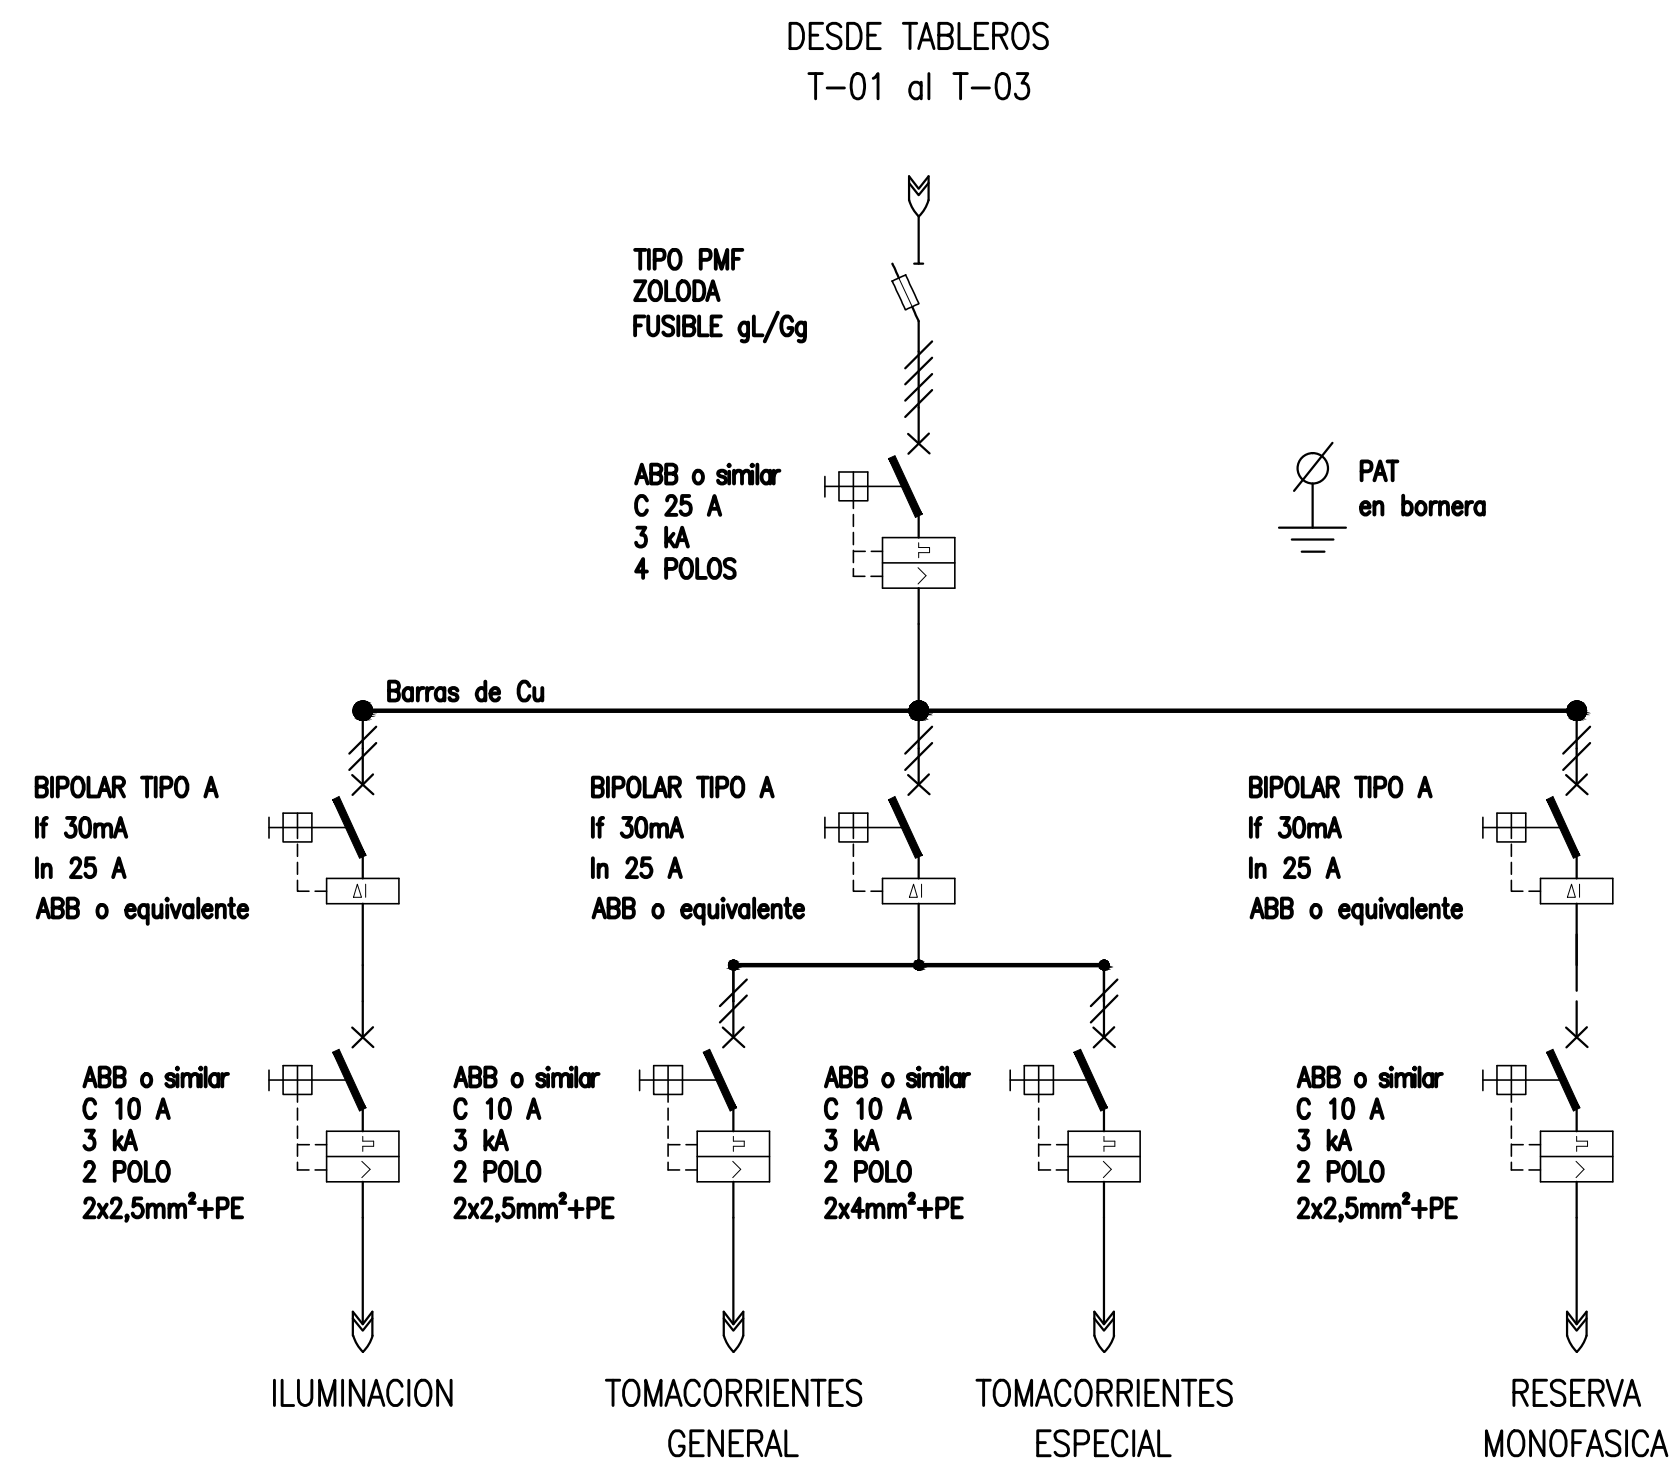 DESDE TABLEROS
T-01 al T-03
TIPO PMF
ZOLODA
FUSIBLE gL/Gg
ABB o similar
C 25 A
3 kA
4 POLOS
PAT
en bornera
Barras de Cu
BIPOLAR TIPO A
If 30mA
In 25 A
ABB o equivalente
BIPOLAR TIPO A
If 30mA
In 25 A
ABB o equivalente
BIPOLAR TIPO A
If 30mA
In 25 A
ABB o equivalente
ΔI
ΔI
ΔI
ABB o similar
C 10 A
3 kA
2 POLO
2x2,5mm²+PE
ABB o similar
C 10 A
3 kA
2 POLO
2x2,5mm²+PE
ABB o similar
C 10 A
3 kA
2 POLO
2x4mm²+PE
ABB o similar
C 10 A
3 kA
2 POLO
2x2,5mm²+PE
ILUMINACION
TOMACORRIENTES
GENERAL
TOMACORRIENTES
ESPECIAL
RESERVA
MONOFASICA